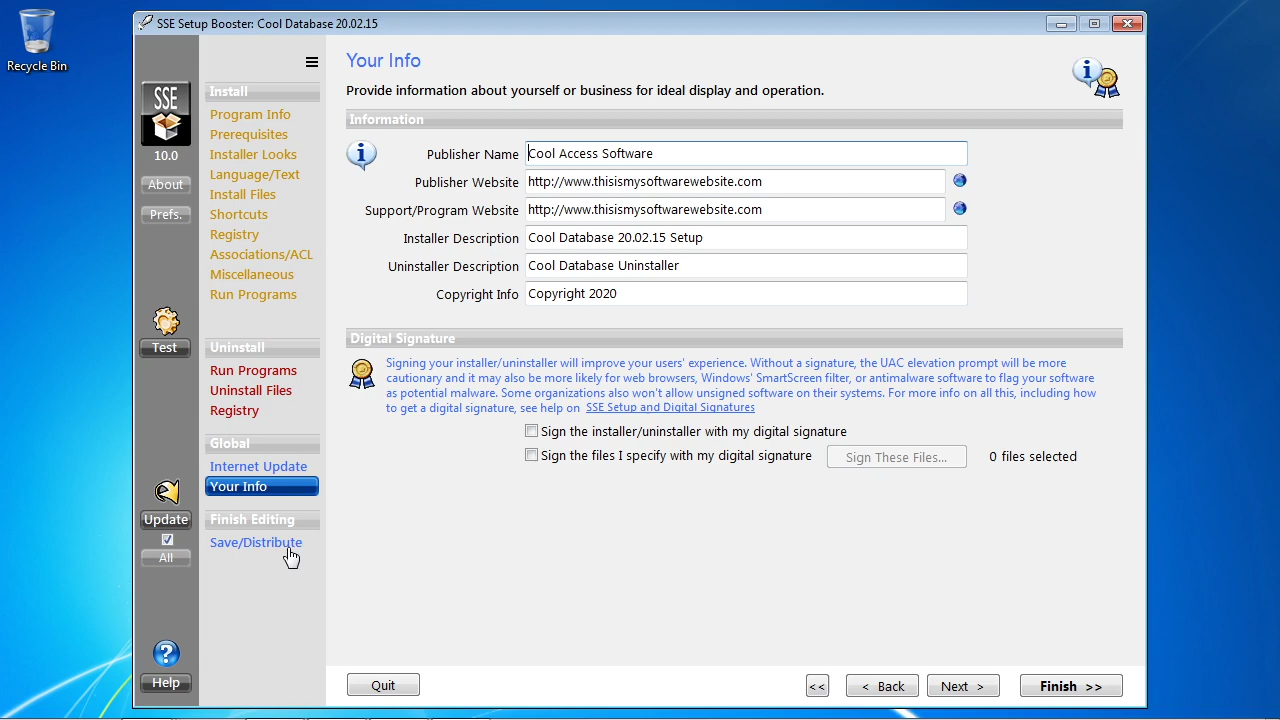 Recycle Bin
SSE Setup Booster: Cool Database 20.02.15
SSE
10.0
About
Prefs.
Test
Update
All
Help
Install
Program Info
Prerequisites
Installer Looks
Language/Text
Install Files
Shortcuts
Registry
Associations/ACL
Miscellaneous
Run Programs
Uninstall
Run Programs
Uninstall Files
Registry
Global
Internet Update
Your Info
Finish Editing
Save/Distribute
Your Info
Provide information about yourself or business for ideal display and operation.
Information
Publisher Name Cool Access Software
Publisher Website http://www.thisismysoftwarewebsite.com
Support/Program Website http://www.thisismysoftwarewebsite.com
Installer Description Cool Database 20.02.15 Setup
Uninstaller Description Cool Database Uninstaller
Copyright Info Copyright 2020
Digital Signature
Signing your installer/uninstaller will improve your users' experience. Without a signature, the UAC elevation prompt will be more
cautionary and it may also be more likely for web browsers, Windows' SmartScreen filter, or antimalware software to flag your software
as potential malware. Some organizations also won't allow unsigned software on their systems. For more info on all this, including how
to get a digital signature, see help on SSE Setup and Digital Signatures
Sign the installer/uninstaller with my digital signature
Sign the files I specify with my digital signature Sign These Files... 0 files selected
Quit << < Back Next > Finish >>